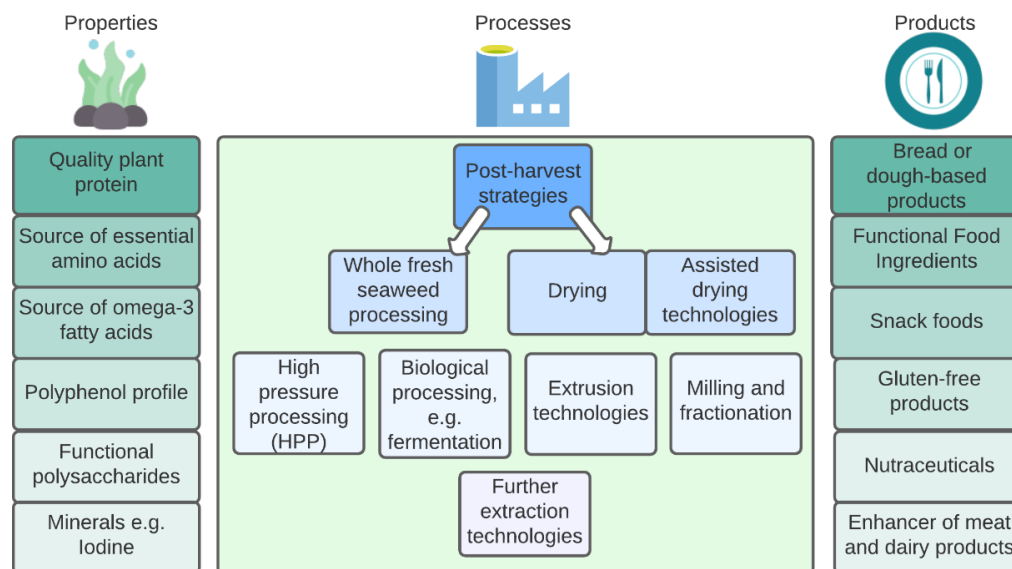 Properties
Processes
Products
Quality plant
protein
Source of essential
amino acids
Source of omega-3
fatty acids
Polyphenol profile
Functional
polysaccharides
Minerals e.g.
Iodine
Post-harvest
strategies
Whole fresh
seaweed
processing
Drying
Assisted
drying
technologies
High
pressure
processing
(HPP)
Biological
processing,
e.g.
fermentation
Extrusion
technologies
Milling and
fractionation
Further
extraction
technologies
Bread or
dough-based
products
Functional Food
Ingredients
Snack foods
Gluten-free
products
Nutraceuticals
Enhancer of meat
and dairy products